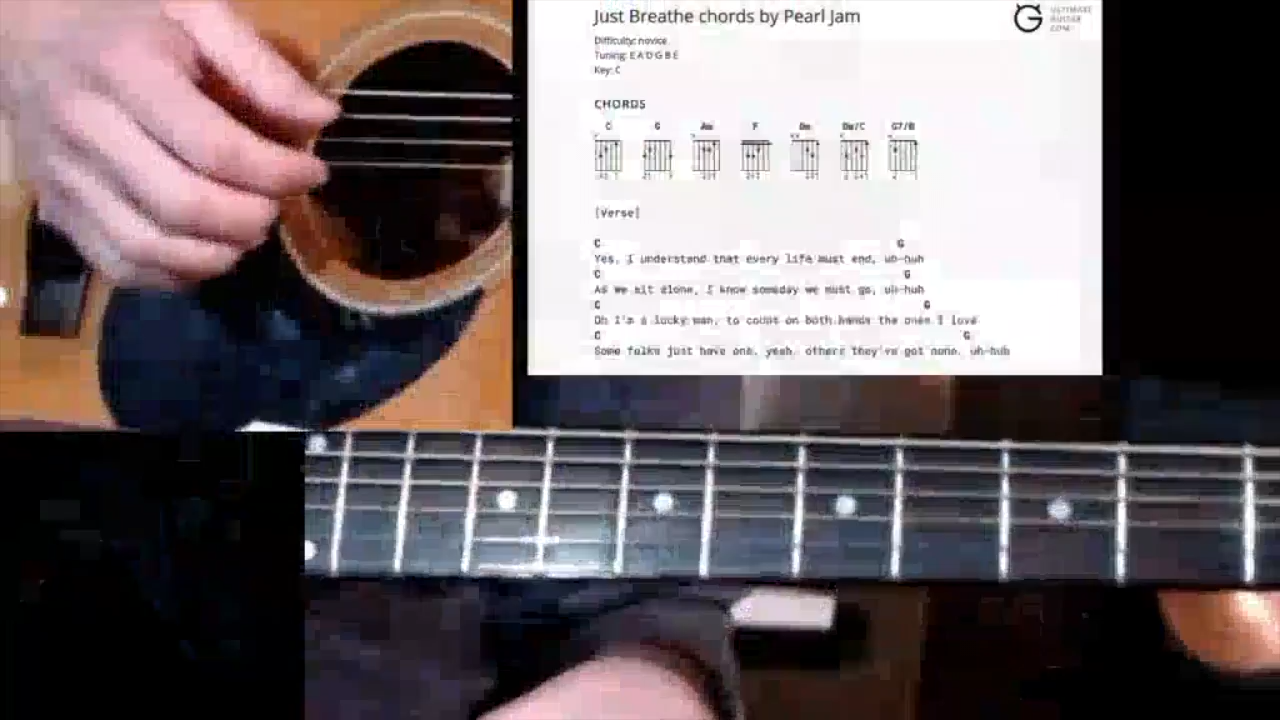 Just Breathe chords by Pearl Jam
ULTIMATE
GUITAR
COM
Difficulty: novice
Tuning: E A D G B E
Key: C
CHORDS
C G Am F Dm Dm/C G7/B
[Verse]
C G
Yes, I understand that every life must end, uh-huh
C G
As we sit alone, I know someday we must go, uh-huh
C G
Oh I'm a lucky man, to count on both hands the ones I love
C G
Some folks just have one, yeah, others they've got none, uh-huh